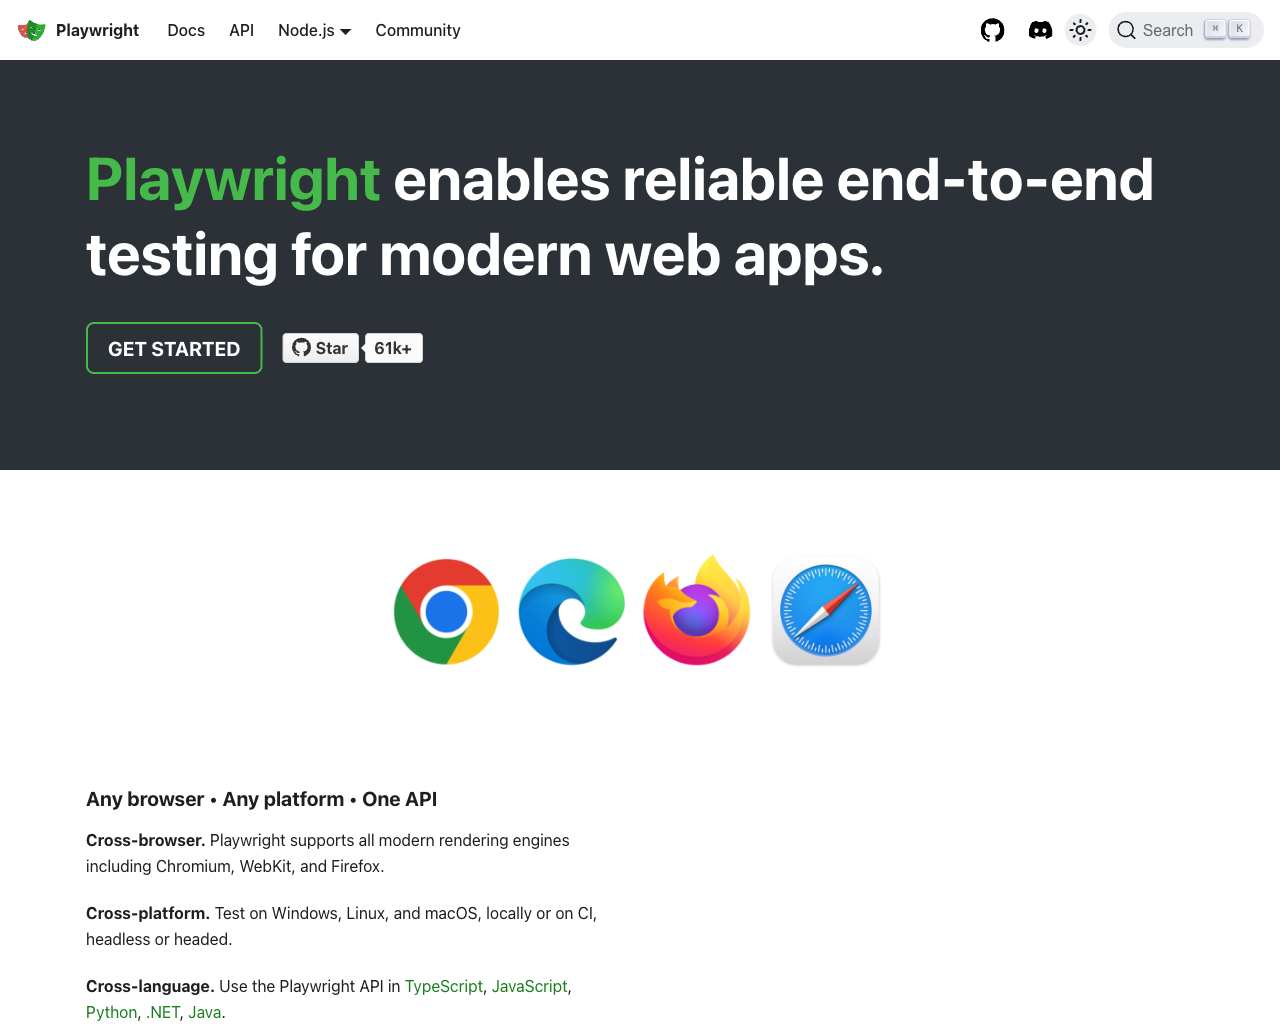 Playwright Docs API Node.js Community Search ⌘ K
Playwright enables reliable end-to-end
testing for modern web apps.
GET STARTED Star 61k+
Any browser • Any platform • One API
Cross-browser. Playwright supports all modern rendering engines
including Chromium, WebKit, and Firefox.
Cross-platform. Test on Windows, Linux, and macOS, locally or on CI,
headless or headed.
Cross-language. Use the Playwright API in TypeScript, JavaScript,
Python, .NET, Java.